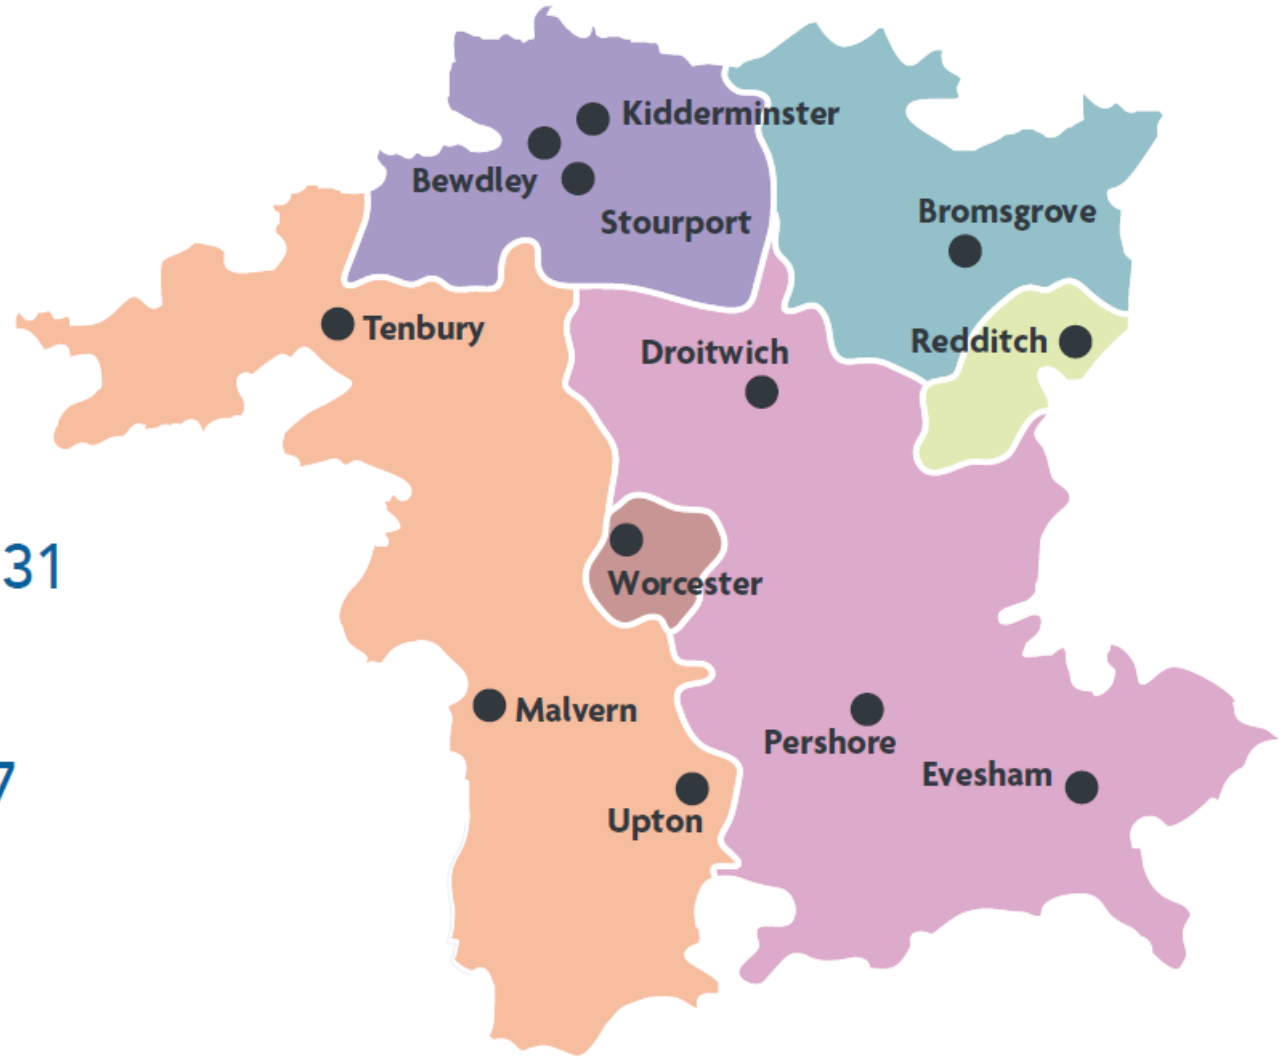 Kidderminster
Bewdley
Stourport
Bromsgrove
Tenbury
Redditch
Droitwich
31
Worcester
Malvern
Pershore
7
Evesham
Upton